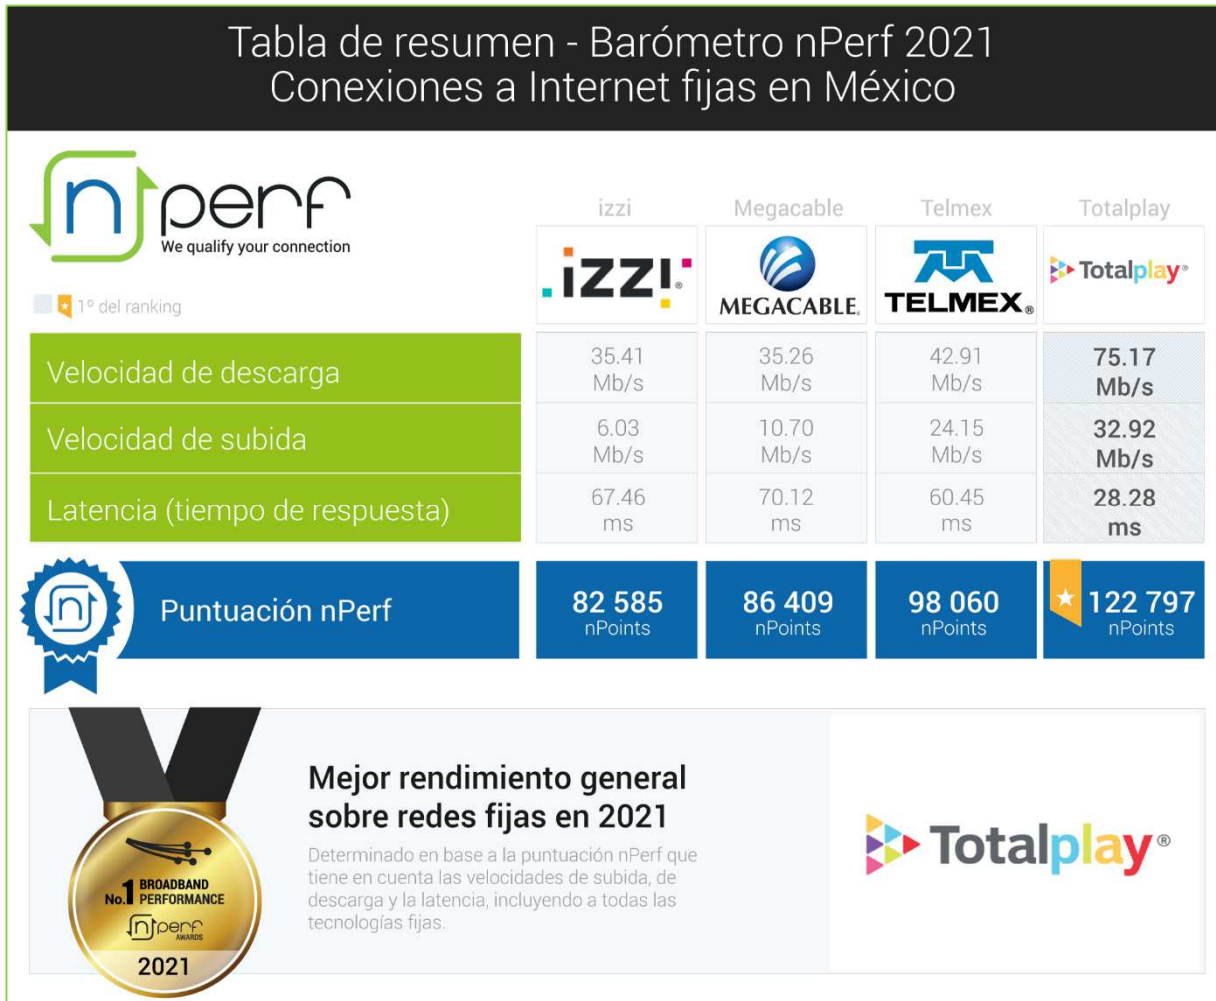 Tabla de resumen - Barómetro nPerf 2021
Conexiones a Internet fijas en México
nperf
We qualify your connection
1º del ranking
izzi Megacable Telmex Totalplay
izz!® MEGACABLE® TELMEX® Totalplay®
Velocidad de descarga
35.41 Mb/s
35.26 Mb/s
42.91 Mb/s
75.17 Mb/s
Velocidad de subida
6.03 Mb/s
10.70 Mb/s
24.15 Mb/s
32.92 Mb/s
Latencia (tiempo de respuesta)
67.46 ms
70.12 ms
60.45 ms
28.28 ms
n
Puntuación nPerf
82 585
nPoints
86 409
nPoints
98 060
nPoints
122 797
nPoints
Mejor rendimiento general
sobre redes fijas en 2021
Determinado en base a la puntuación nPerf que
tiene en cuenta las velocidades de subida, de
descarga y la latencia, incluyendo a todas las
tecnologías fijas.
No.1 BROADBAND
PERFORMANCE
nperf
AWARDS
2021
Totalplay®